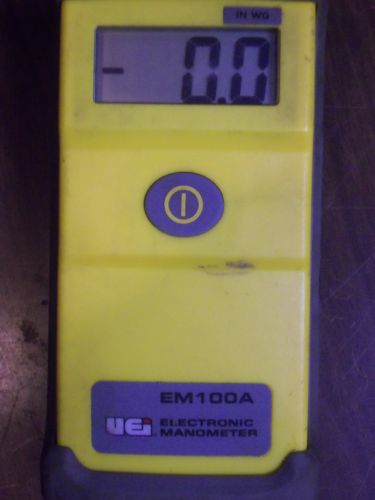 IN WG
- 0.0
EM100A
UEi ELECTRONIC
MANOMETER